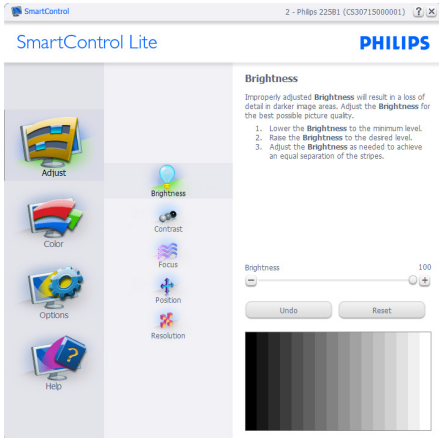 SmartControl
2 - Philips 225B1 (CS30715000001)
? ×
SmartControl Lite
PHILIPS
Adjust
Color
Options
Help
Brightness
Contrast
Focus
Position
Resolution
Brightness
Improperly adjusted Brightness will result in a loss of
detail in darker image areas. Adjust the Brightness for
the best possible picture quality.
1. Lower the Brightness to the minimum level.
2. Raise the Brightness to the desired level.
3. Adjust the Brightness as needed to achieve
an equal separation of the stripes.
Brightness 100
Undo Reset